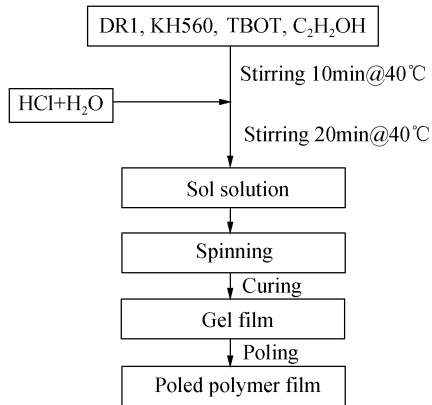 DR1, KH560, TBOT, C₂H₂OH
Stirring 10min@40℃
HCl+H₂O
Stirring 20min@40℃
Sol solution
Spinning
Curing
Gel film
Poling
Poled polymer film